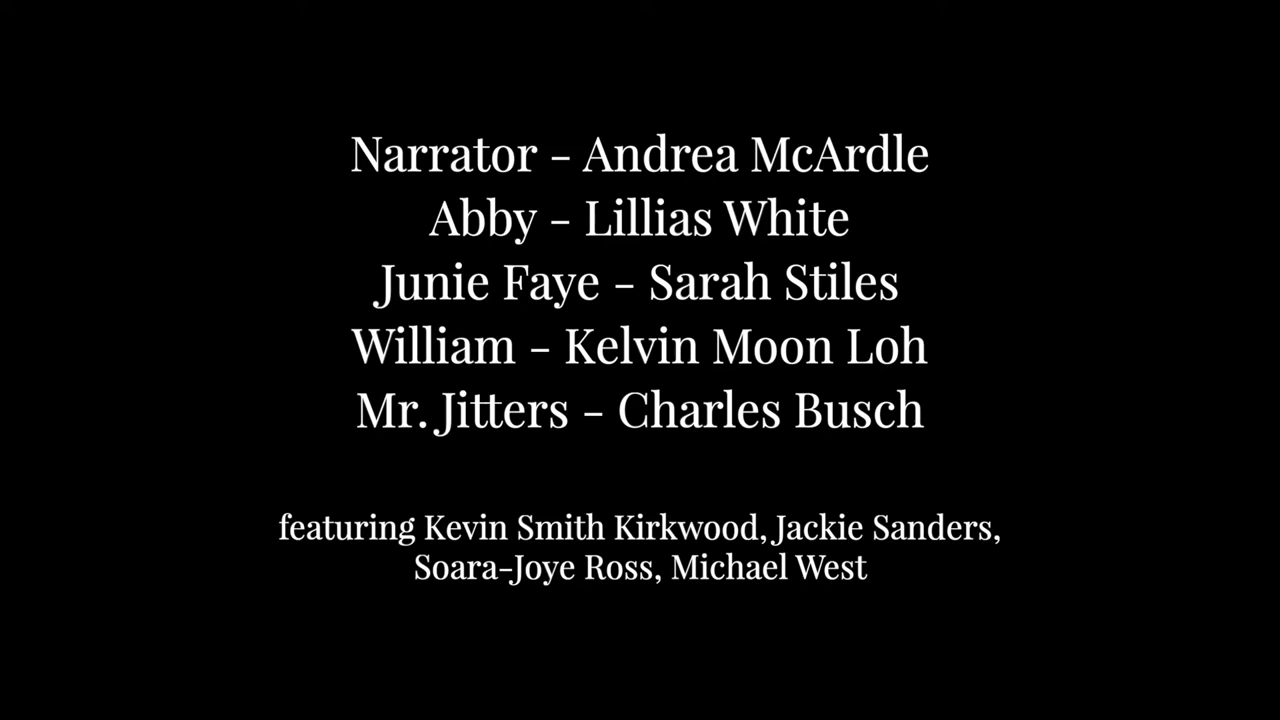 Narrator - Andrea McArdle
Abby - Lillias White
Junie Faye - Sarah Stiles
William - Kelvin Moon Loh
Mr. Jitters - Charles Busch
featuring Kevin Smith Kirkwood, Jackie Sanders,
Soara-Joye Ross, Michael West